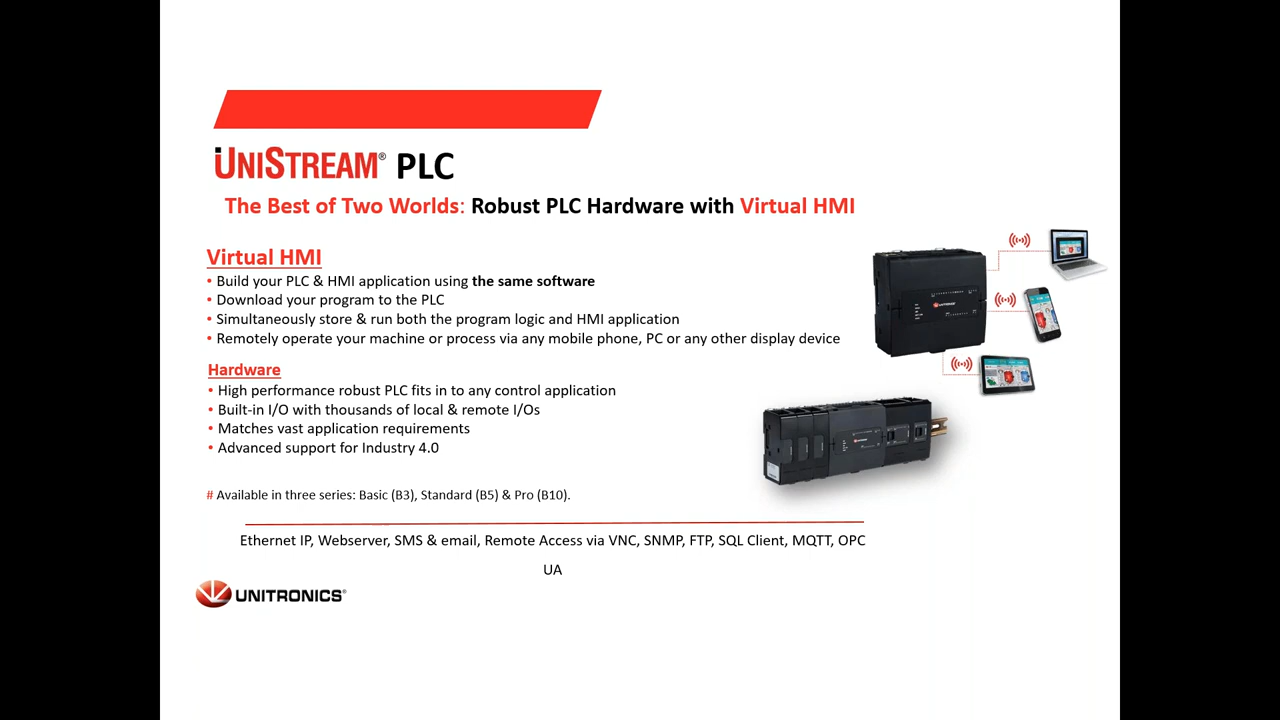 UNISTREAM® PLC
The Best of Two Worlds: Robust PLC Hardware with Virtual HMI
Virtual HMI
• Build your PLC & HMI application using the same software
• Download your program to the PLC
• Simultaneously store & run both the program logic and HMI application
• Remotely operate your machine or process via any mobile phone, PC or any other display device
Hardware
• High performance robust PLC fits in to any control application
• Built-in I/O with thousands of local & remote I/Os
• Matches vast application requirements
• Advanced support for Industry 4.0
# Available in three series: Basic (B3), Standard (B5) & Pro (B10).
Ethernet IP, Webserver, SMS & email, Remote Access via VNC, SNMP, FTP, SQL Client, MQTT, OPC
UA
UNITRONICS®